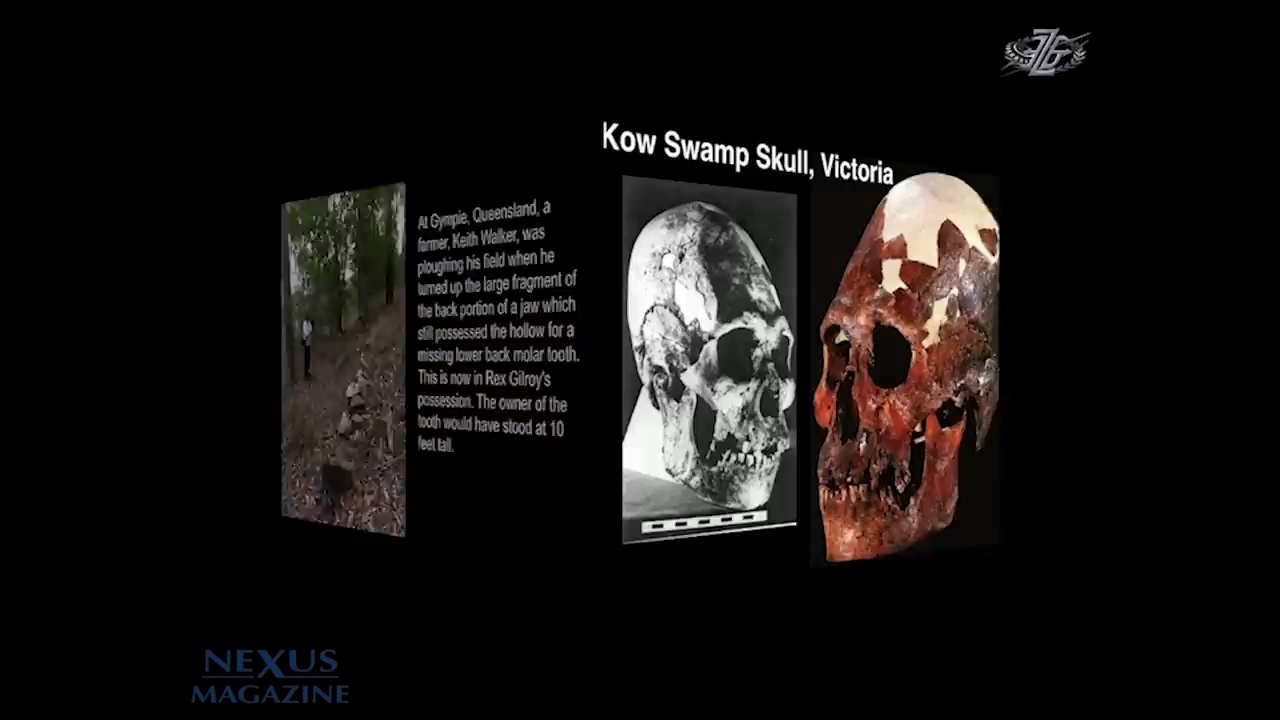 Kow Swamp Skull, Victoria
At Gympie, Queensland, a
farmer, Keith Walker, was
ploughing his field when he
turned up the large fragment of
the back portion of a jaw which
still possessed the hollow for a
missing lower back molar tooth.
This is now in Rex Gilroy's
possession. The owner of the
tooth would have stood at 10
feet tall.
NEXUS
MAGAZINE